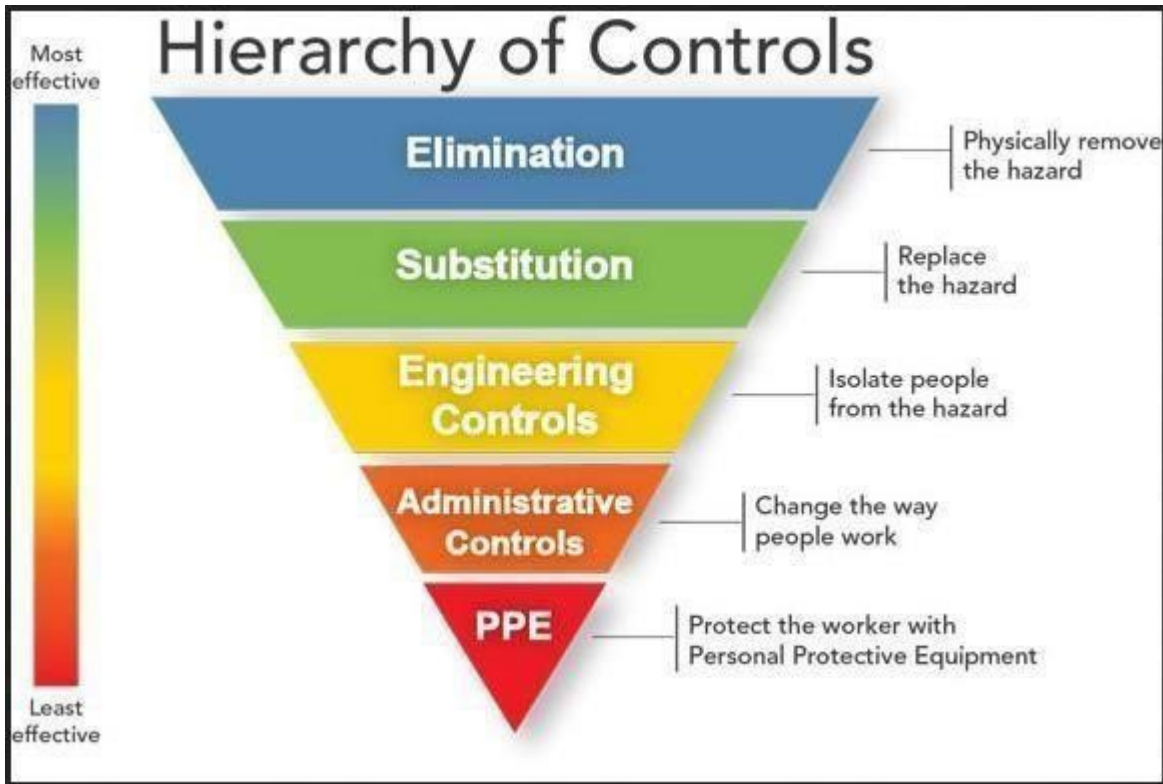 Hierarchy of Controls
Most
effective
Elimination
Physically remove
the hazard
Substitution
Replace
the hazard
Engineering
Controls
Isolate people
from the hazard
Administrative
Controls
Change the way
people work
PPE
Protect the worker with
Personal Protective Equipment
Least
effective